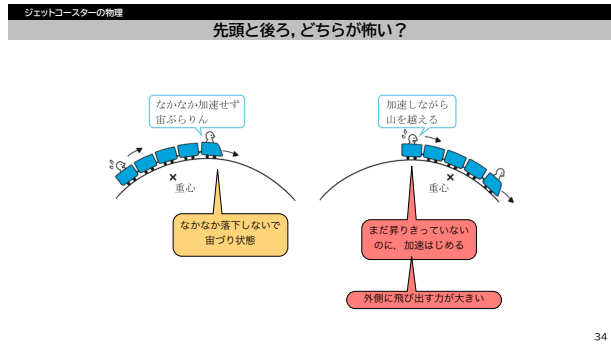 ジェットコースターの物理
先頭と後ろ，どちらが怖い？
なかなか加速せず
宙ぶらりん
加速しながら
山を越える
重心
重心
なかなか落下しないで
宙づり状態
まだ昇りきっていない
のに，加速はじめる
外側に飛び出す力が大きい
34